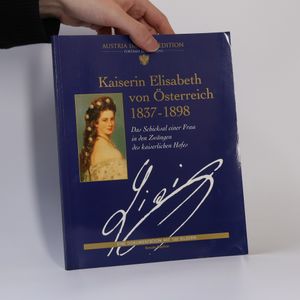 AUSTRIA EDITION
Kaiserin Elisabeth
von Österreich
1837-1898
Das Schicksal einer Frau
in den Zwängen
des kaiserlichen Hofes